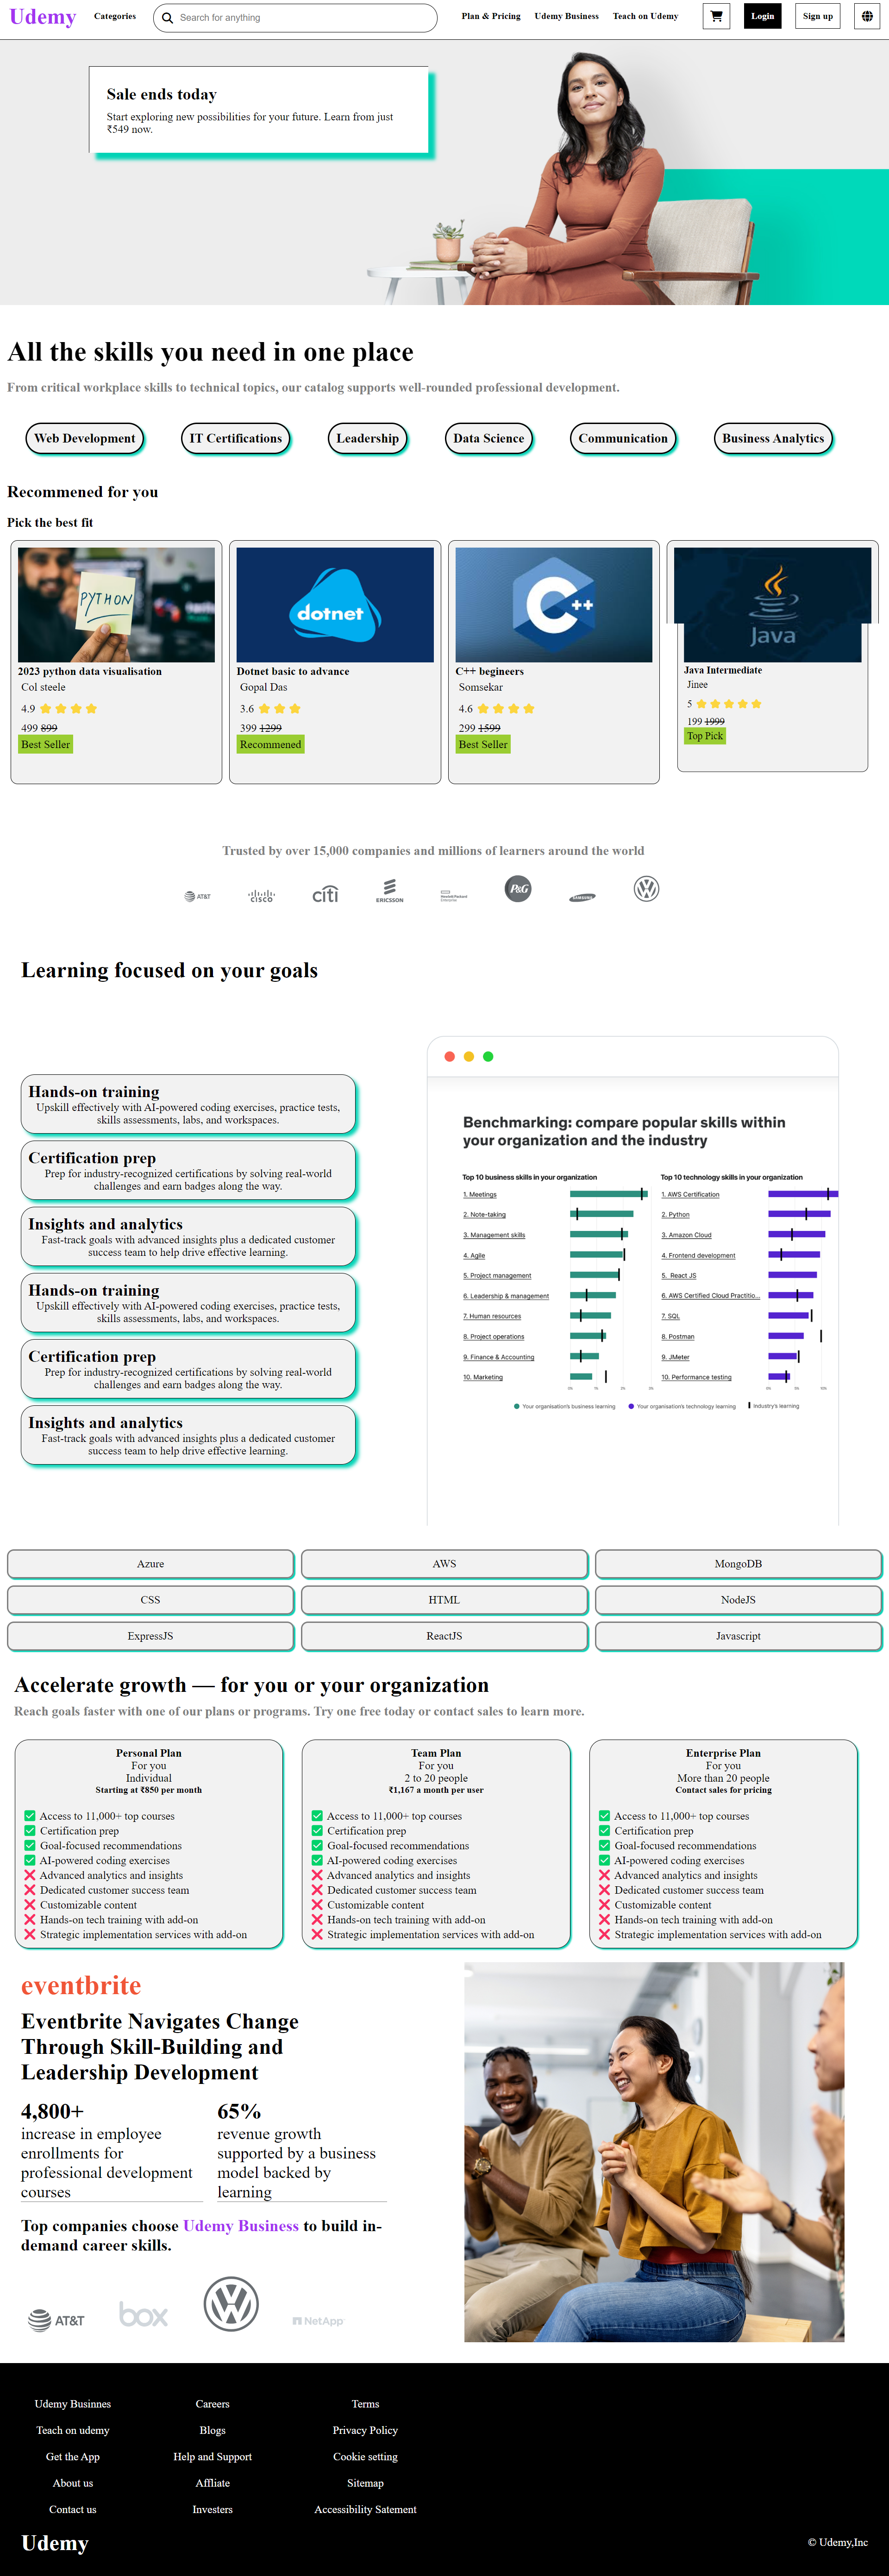 Udemy
Categories
Search for anything
Plan & Pricing
Udemy Business
Teach on Udemy
Login
Sign up
Sale ends today
Start exploring new possibilities for your future. Learn from just
₹549 now.
All the skills you need in one place
From critical workplace skills to technical topics, our catalog supports well-rounded professional development.
Web Development
IT Certifications
Leadership
Data Science
Communication
Business Analytics
Recommened for you
Pick the best fit
PYTHON
2023 python data visualisation
Col steele
4.9
499 899
Best Seller
dotnet
Dotnet basic to advance
Gopal Das
3.6
399 1299
Recommened
C++
C++ begineers
Somsekar
4.6
299 1599
Best Seller
Java
Java Intermediate
Jinee
5
199 1999
Top Pick
Trusted by over 15,000 companies and millions of learners around the world
AT&T
CISCO
citi
ERICSSON
Hewlett Packard
Enterprise
P&G
SAMSUNG
Learning focused on your goals
Hands-on training
Upskill effectively with AI-powered coding exercises, practice tests,
skills assessments, labs, and workspaces.
Certification prep
Prep for industry-recognized certifications by solving real-world
challenges and earn badges along the way.
Insights and analytics
Fast-track goals with advanced insights plus a dedicated customer
success team to help drive effective learning.
Hands-on training
Upskill effectively with AI-powered coding exercises, practice tests,
skills assessments, labs, and workspaces.
Certification prep
Prep for industry-recognized certifications by solving real-world
challenges and earn badges along the way.
Insights and analytics
Fast-track goals with advanced insights plus a dedicated customer
success team to help drive effective learning.
Benchmarking: compare popular skills within
your organization and the industry
Top 10 business skills in your organization
1. Meetings
2. Note-taking
3. Management skills
4. Agile
5. Project management
6. Leadership & management
7. Human resources
8. Project operations
9. Finance & Accounting
10. Marketing
0% 1% 2% 3%
Top 10 technology skills in your organization
1. AWS Certification
2. Python
3. Amazon Cloud
4. Frontend development
5. React JS
6. AWS Certified Cloud Practitio...
7. SQL
8. Postman
9. JMeter
10. Performance testing
0% 5% 10%
Your organisation's business learning
Your organisation's technology learning
Industry's learning
Azure
AWS
MongoDB
CSS
HTML
NodeJS
ExpressJS
ReactJS
Javascript
Accelerate growth — for you or your organization
Reach goals faster with one of our plans or programs. Try one free today or contact sales to learn more.
Personal Plan
For you
Individual
Starting at ₹850 per month
Access to 11,000+ top courses
Certification prep
Goal-focused recommendations
AI-powered coding exercises
Advanced analytics and insights
Dedicated customer success team
Customizable content
Hands-on tech training with add-on
Strategic implementation services with add-on
Team Plan
For you
2 to 20 people
₹1,167 a month per user
Access to 11,000+ top courses
Certification prep
Goal-focused recommendations
AI-powered coding exercises
Advanced analytics and insights
Dedicated customer success team
Customizable content
Hands-on tech training with add-on
Strategic implementation services with add-on
Enterprise Plan
For you
More than 20 people
Contact sales for pricing
Access to 11,000+ top courses
Certification prep
Goal-focused recommendations
AI-powered coding exercises
Advanced analytics and insights
Dedicated customer success team
Customizable content
Hands-on tech training with add-on
Strategic implementation services with add-on
eventbrite
Eventbrite Navigates Change
Through Skill-Building and
Leadership Development
4,800+
increase in employee
enrollments for
professional development
courses
65%
revenue growth
supported by a business
model backed by
learning
Top companies choose Udemy Business to build in-
demand career skills.
AT&T
box
NetApp
Udemy Businnes
Careers
Terms
Teach on udemy
Blogs
Privacy Policy
Get the App
Help and Support
Cookie setting
About us
Affliate
Sitemap
Contact us
Investers
Accessibility Satement
Udemy
© Udemy,Inc